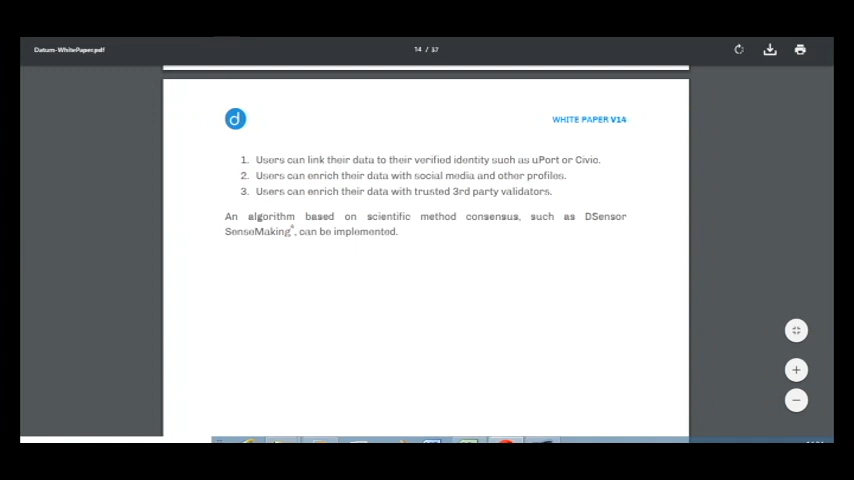 Datum-WhitePaper.pdf
14 / 37
d
WHITE PAPER V14
1. Users can link their data to their verified identity such as uPort or Civic.
2. Users can enrich their data with social media and other profiles.
3. Users can enrich their data with trusted 3rd party validators.
An algorithm based on scientific method consensus, such as DSensor
SenseMaking⁴, can be implemented.